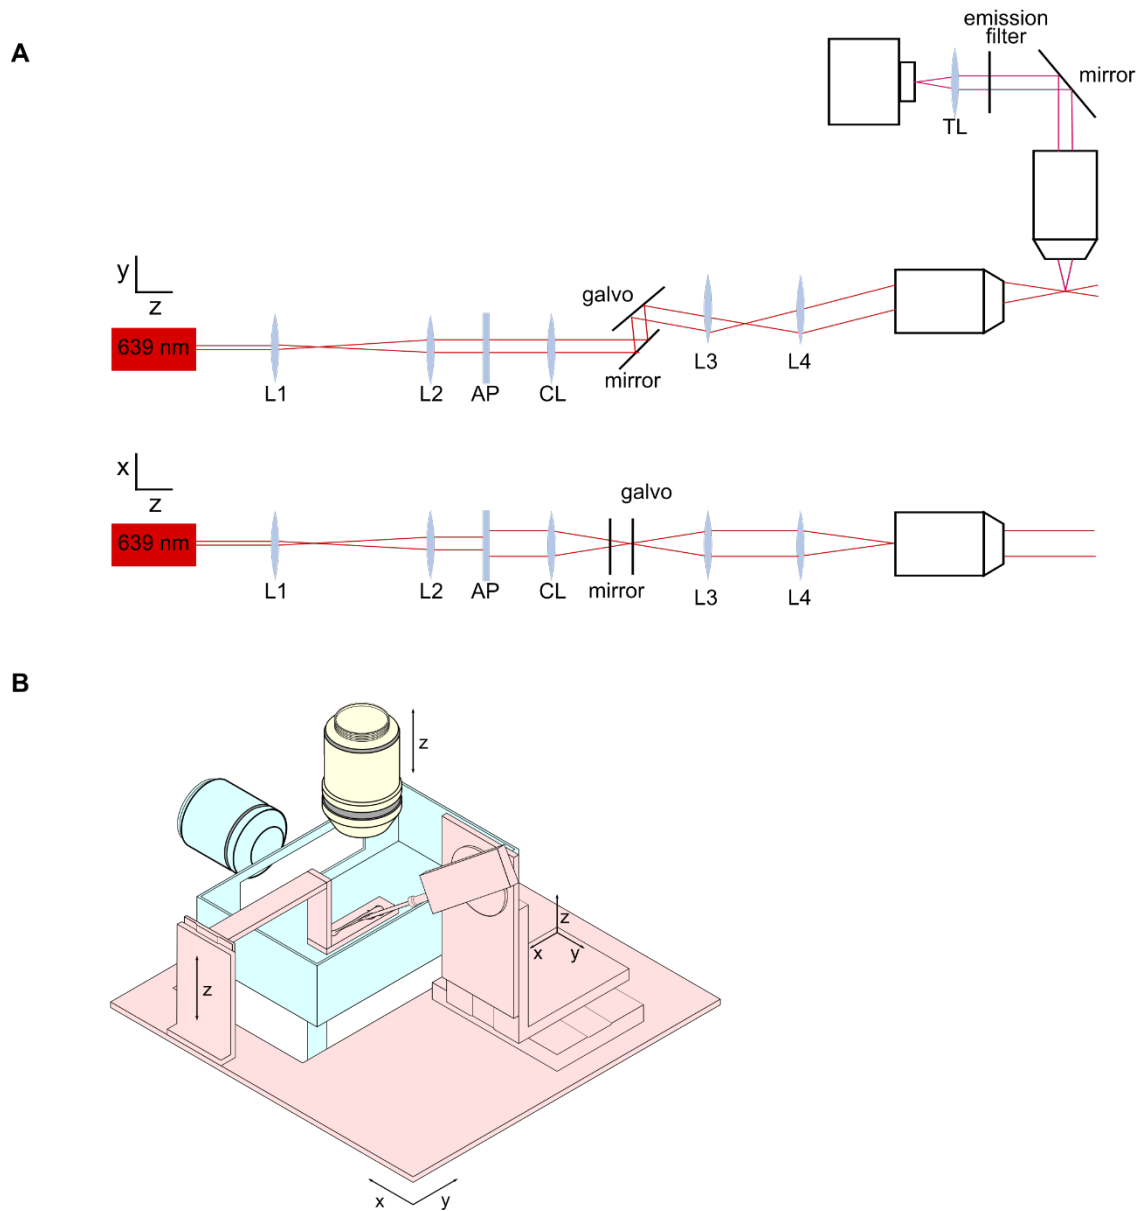 A
emission
filter
mirror
TL
y
z
galvo
639 nm
mirror
L1
L2
AP
CL
L3
L4
x
z
galvo
639 nm
L1
L2
AP
CL
mirror
L3
L4
B
z
z
x
y
z
x
y